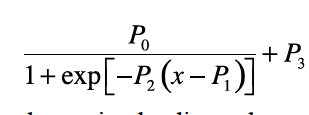 P₀
1 + exp[−P₂ (x − P₁)] + P₃